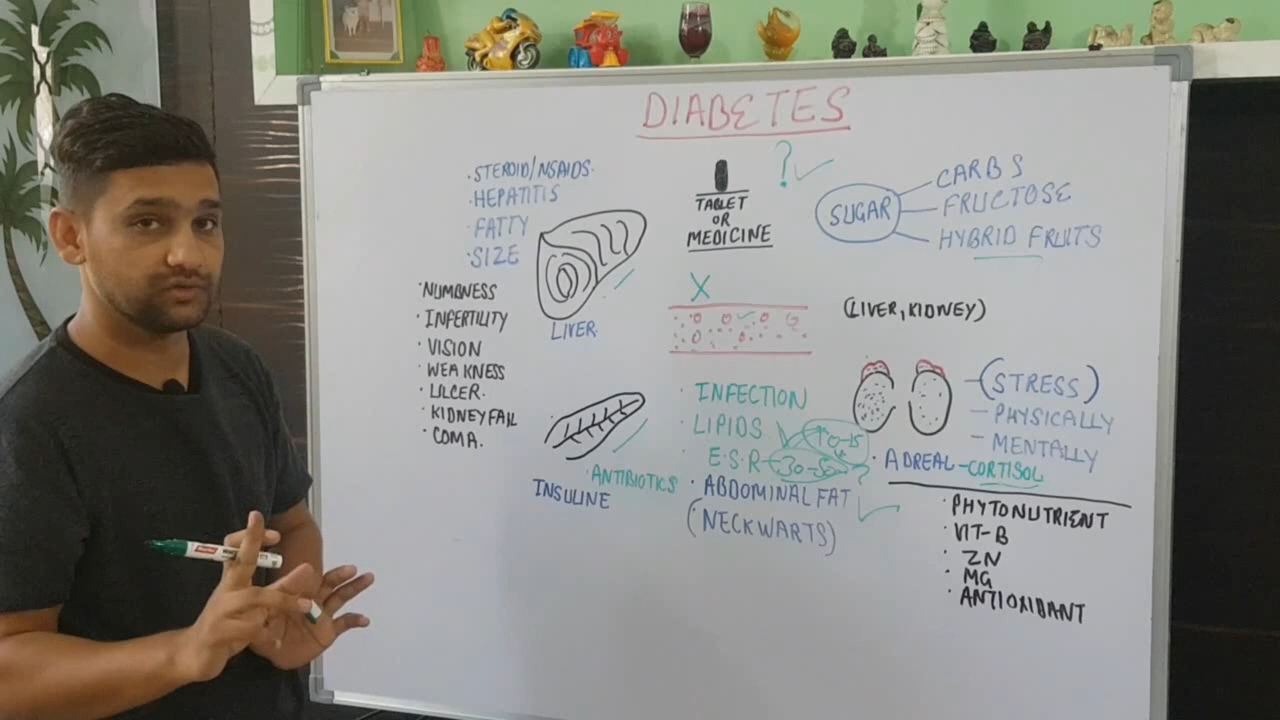 DIABETES
· STEROID/NSAIDS.
· HEPATITIS
· FATTY
· SIZE
LIVER
· NUMBNESS
· INFERTILITY
· VISION
· WEAKNESS
· ULCER.
· KIDNEY FAIL
· COMA.
INSULINE
· ANTIBIOTICS
?✓
TABLET
OR
MEDICINE
X
· INFECTION
· LIPIDS
· E.S.R
· ABDOMINAL FAT
(NECKWARTS)
SUGAR
CARBS
FRUCTOSE
HYBRID FRUITS
(LIVER, KIDNEY)
-(STRESS)
- PHYSICALLY
- MENTALLY
· ADREAL - CORTISOL
· PHYTONUTRIENT
· VIT-B
· ZN
· MG
· ANTIOXIDANT